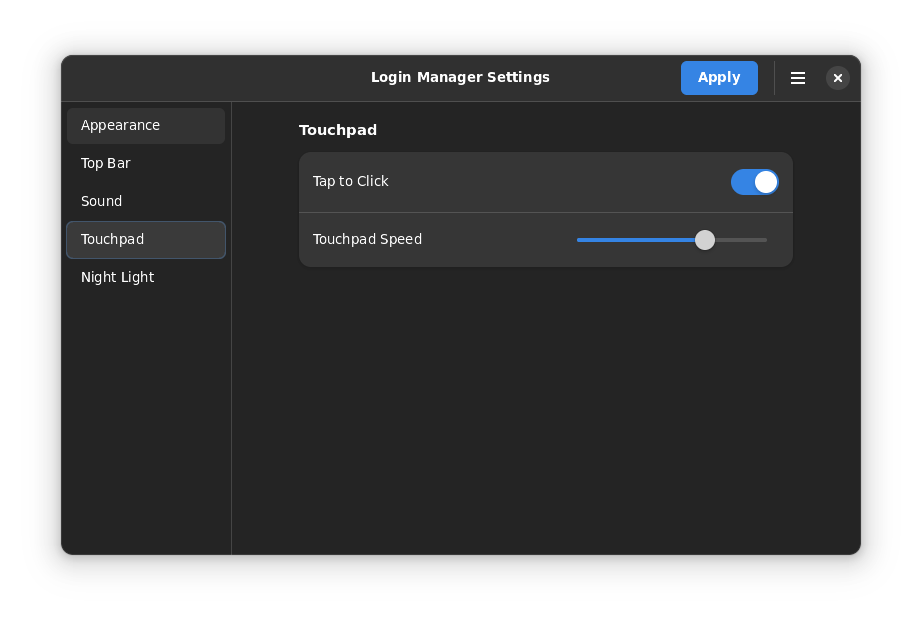 Login Manager Settings
Apply
Appearance
Top Bar
Sound
Touchpad
Night Light
Touchpad
Tap to Click
Touchpad Speed